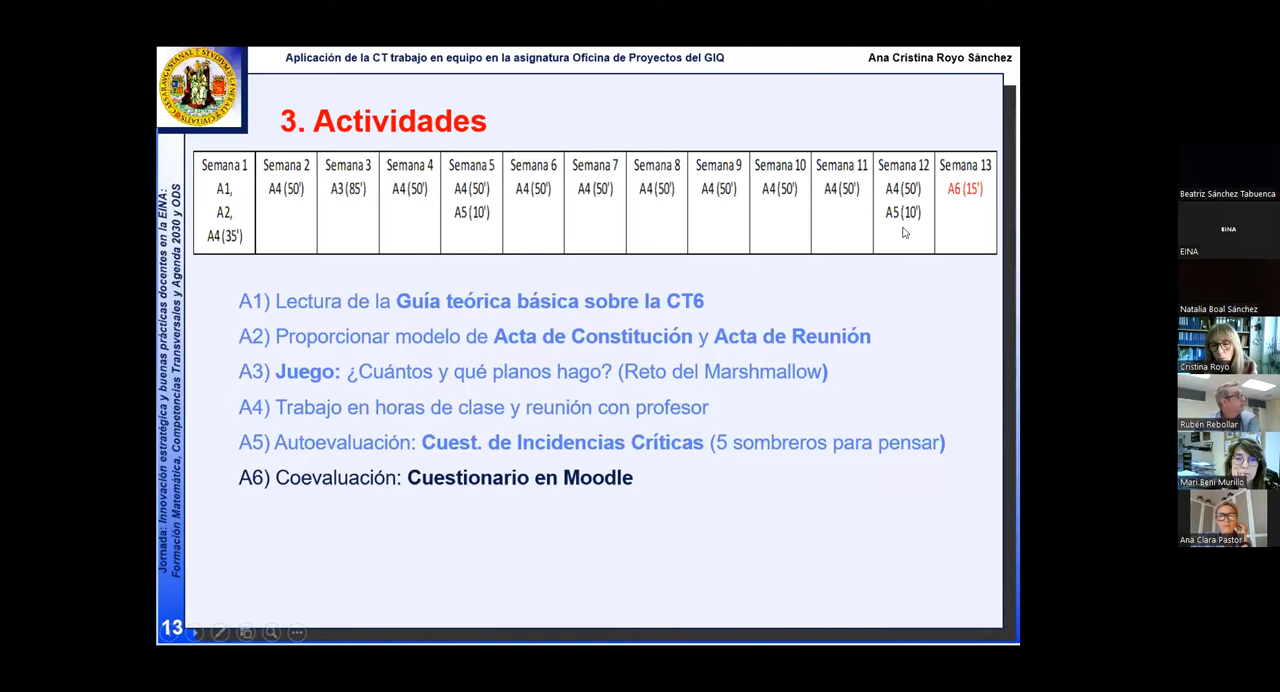 Aplicación de la CT trabajo en equipo en la asignatura Oficina de Proyectos del GIQ
Ana Cristina Royo Sánchez
3. Actividades
Semana 1 Semana 2 Semana 3 Semana 4 Semana 5 Semana 6 Semana 7 Semana 8 Semana 9 Semana 10 Semana 11 Semana 12 Semana 13
A1, A4 (50') A3 (85') A4 (50') A4 (50') A4 (50') A4 (50') A4 (50') A4 (50') A4 (50') A4 (50') A4 (50') A6 (15')
A2, A5 (10') A5 (10')
A4 (35')
A1) Lectura de la Guía teórica básica sobre la CT6
A2) Proporcionar modelo de Acta de Constitución y Acta de Reunión
A3) Juego: ¿Cuántos y qué planos hago? (Reto del Marshmallow)
A4) Trabajo en horas de clase y reunión con profesor
A5) Autoevaluación: Cuest. de Incidencias Críticas (5 sombreros para pensar)
A6) Coevaluación: Cuestionario en Moodle
Jornada: Innovación estratégica y buenas prácticas docentes en la EINA:
Formación Matemática, Competencias Transversales y Agenda 2030 y ODS
13
Beatriz Sánchez Tabuenca
EINA
EINA
Natalia Boal Sánchez
Cristina Royo
Rubén Rebollar
Mari.Beni Murillo
Ana Clara Pastor